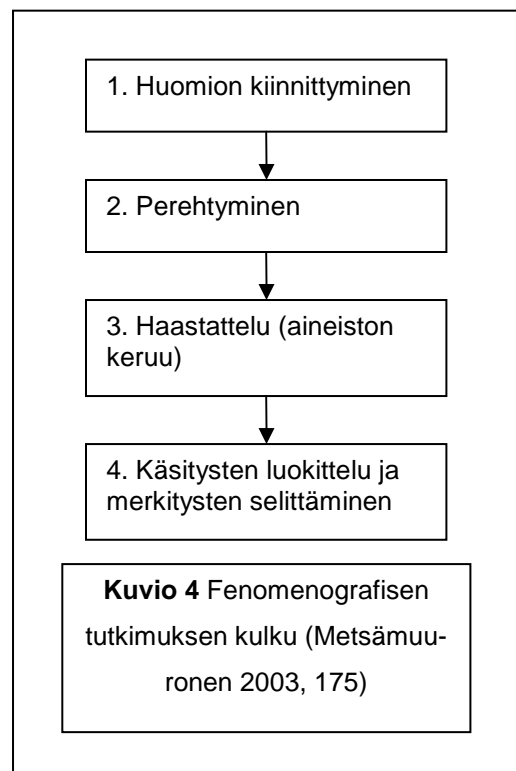 1. Huomion kiinnittyminen
2. Perehtyminen
3. Haastattelu (aineiston
keruu)
4. Käsitysten luokittelu ja
merkitysten selittäminen
Kuvio 4 Fenomenografisen
tutkimuksen kulku (Metsämuu-
ronen 2003, 175)